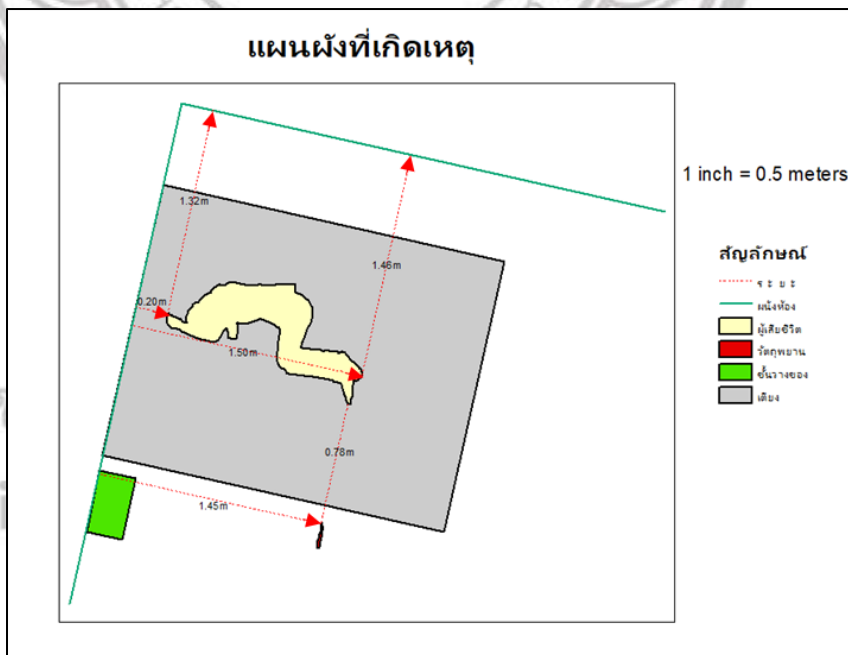 แผนผังที่เกิดเหตุ
1 inch = 0.5 meters
1.32m
1.46m
0.20m
1.50m
0.78m
1.45m
สัญลักษณ์
ระยะ
ผนังห้อง
ผู้เสียชีวิต
วัตถุพยาน
ชั้นวางของ
เตียง